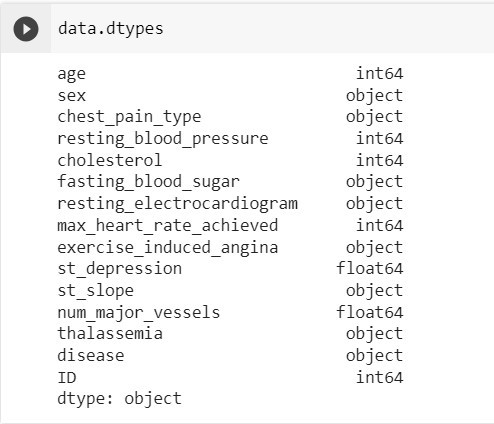 data.dtypes
age int64
sex object
chest_pain_type object
resting_blood_pressure int64
cholesterol int64
fasting_blood_sugar object
resting_electrocardiogram object
max_heart_rate_achieved int64
exercise_induced_angina object
st_depression float64
st_slope object
num_major_vessels float64
thalassemia object
disease object
ID int64
dtype: object